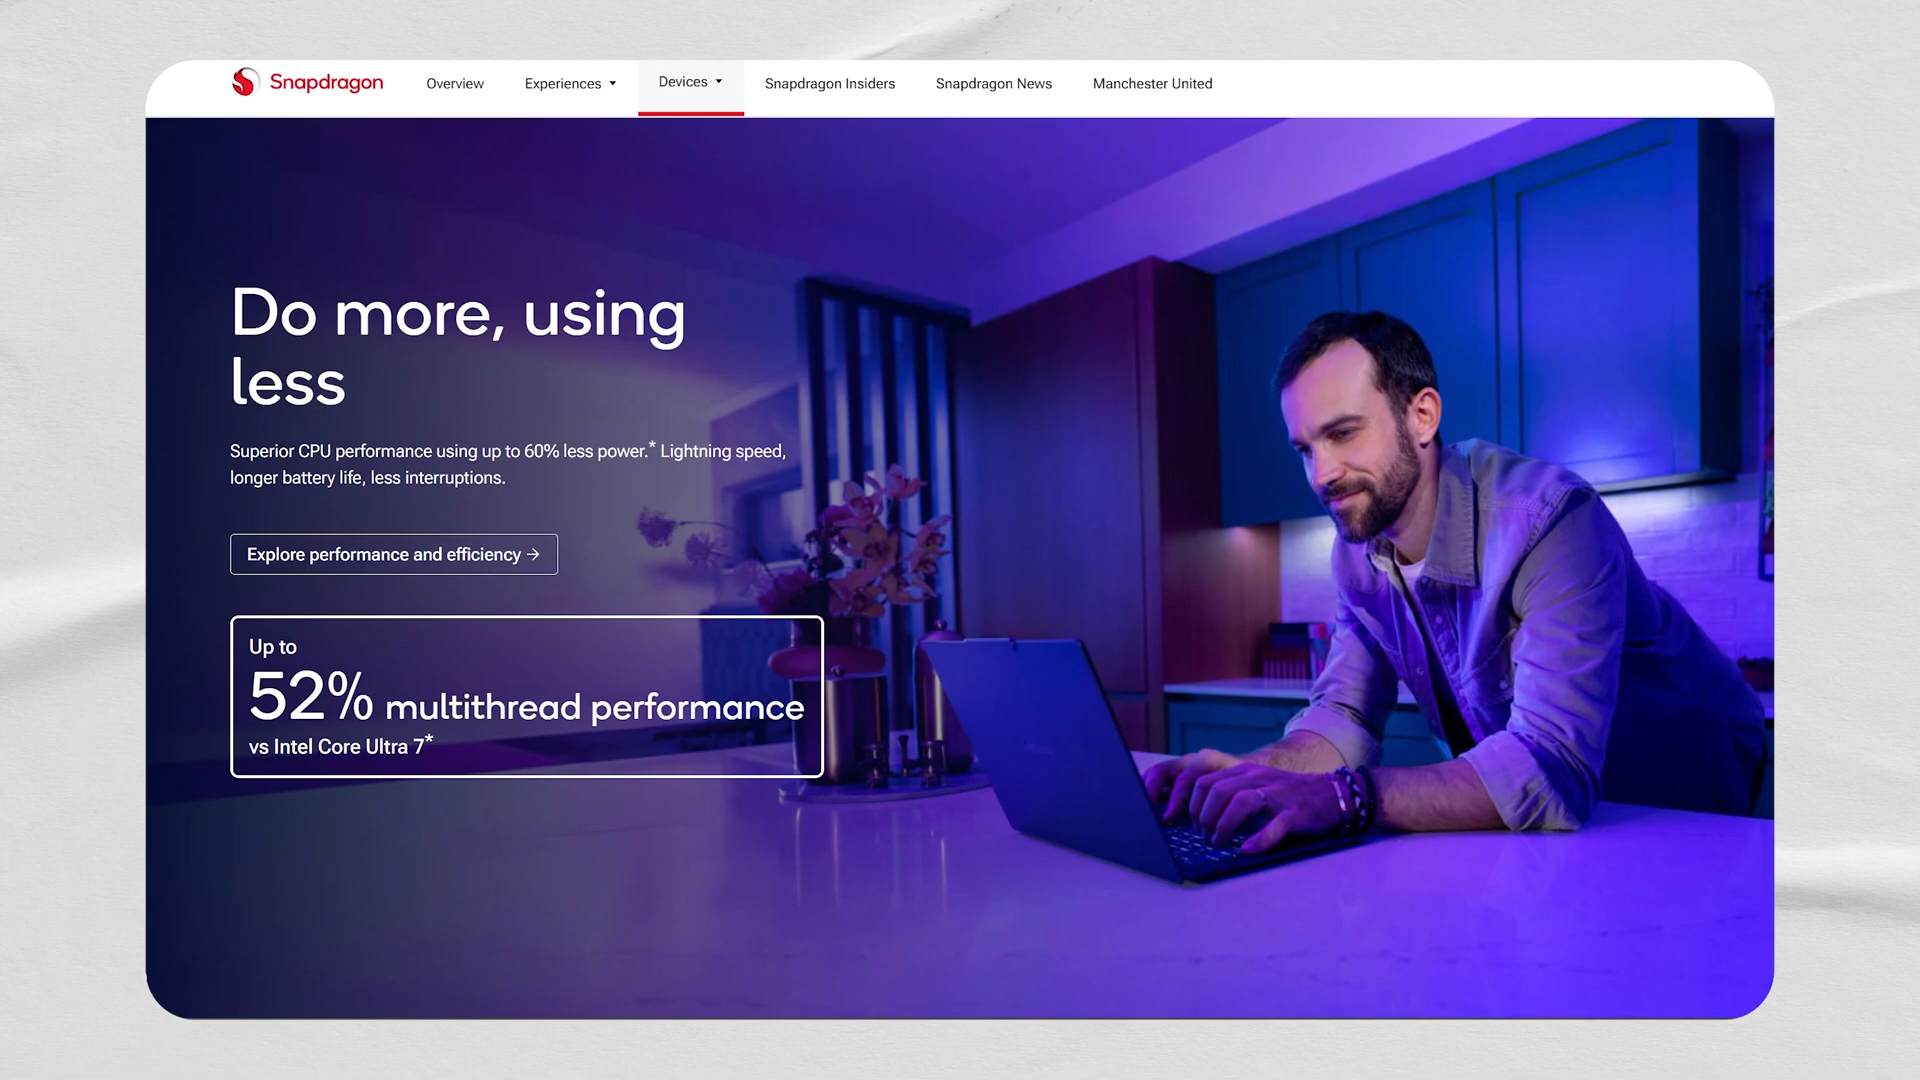 Snapdragon Overview Experiences Devices Snapdragon Insiders Snapdragon News Manchester United
Do more, using
less
Superior CPU performance using up to 60% less power.* Lightning speed,
longer battery life, less interruptions.
Explore performance and efficiency →
Up to
52% multithread performance
vs Intel Core Ultra 7*